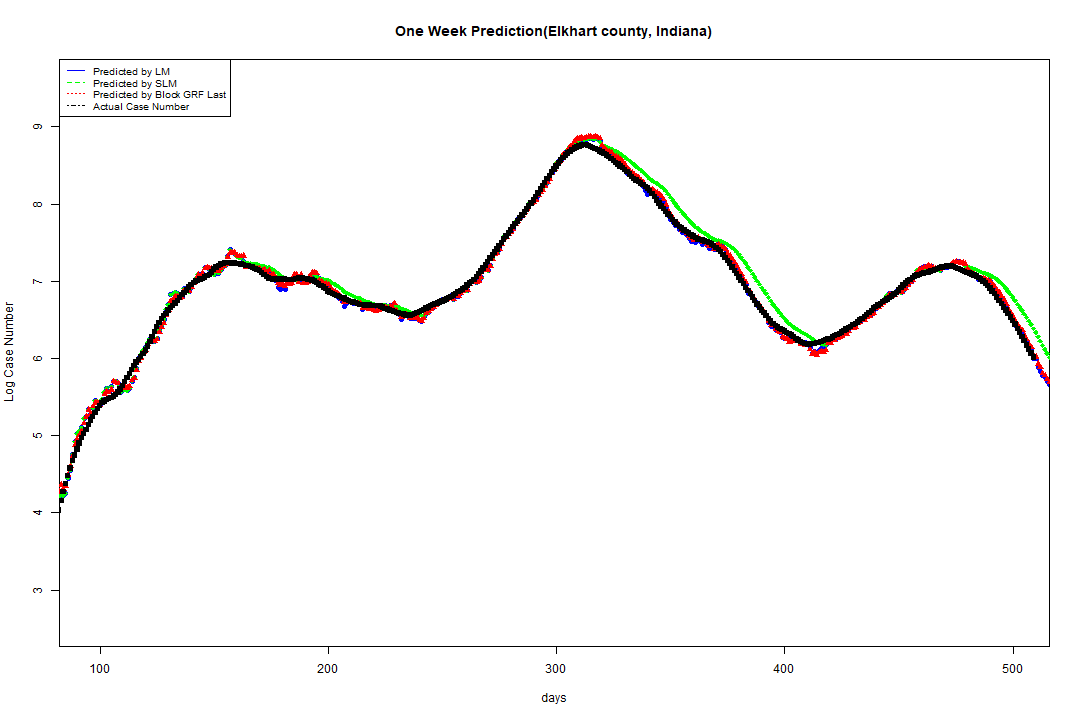 One Week Prediction(Elkhart county, Indiana)
Predicted by LM
Predicted by SLM
Predicted by Block GRF Last
Actual Case Number
9
8
7
6
5
4
3
Log Case Number
100 200 300 400 500
days